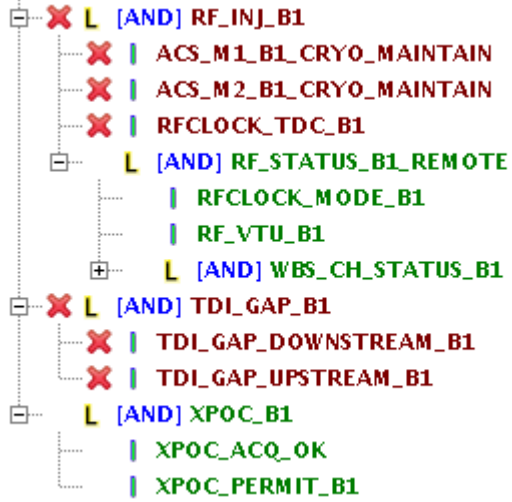 L [AND] RF_INJ_B1
ACS_M1_B1_CRYO_MAINTAIN
ACS_M2_B1_CRYO_MAINTAIN
RFCLOCK_TDC_B1
L [AND] RF_STATUS_B1_REMOTE
RFCLOCK_MODE_B1
RF_VTU_B1
L [AND] WBS_CH_STATUS_B1
L [AND] TDI_GAP_B1
TDI_GAP_DOWNSTREAM_B1
TDI_GAP_UPSTREAM_B1
L [AND] XPOC_B1
XPOC_ACQ_OK
XPOC_PERMIT_B1